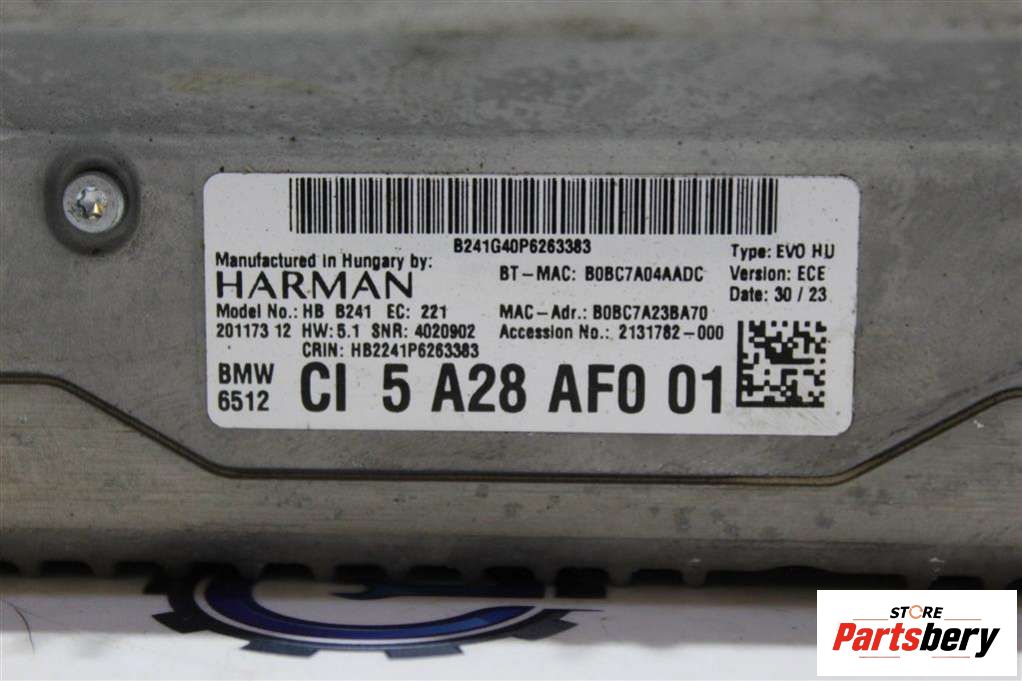 B241G40P6263383
Manufactured in Hungary by:
HARMAN
BT-MAC: B0BC7A04AADC
Type: EVO HU
Version: ECE
Date: 30 / 23
Model No.: HB B241 EC: 221
MAC-Adr.: B0BC7A23BA70
201173 12 HW: 5.1 SNR: 4020902
Accession No.: 2131782-000
CRIN: HB2241P6263383
BMW
6512
CI 5 A28 AF0 01
STORE
Partsbery